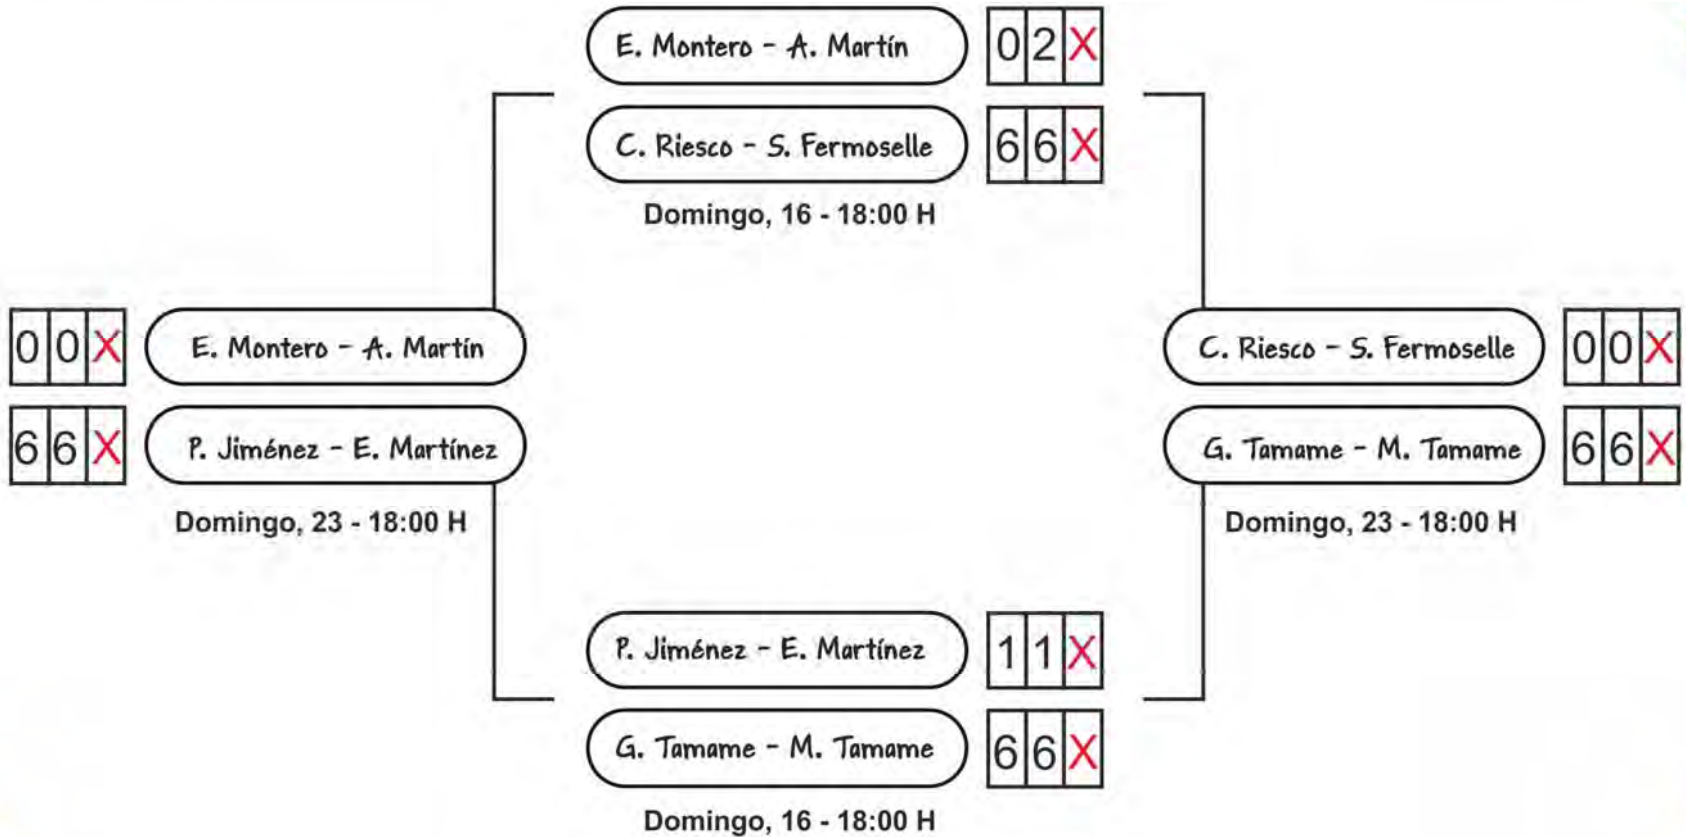 E. Montero - A. Martín 0 2 X
C. Riesco - S. Fermoselle 6 6 X
Domingo, 16 - 18:00 H
0 0 X E. Montero - A. Martín
6 6 X P. Jiménez - E. Martínez
Domingo, 23 - 18:00 H
C. Riesco - S. Fermoselle 0 0 X
G. Tamame - M. Tamame 6 6 X
Domingo, 23 - 18:00 H
P. Jiménez - E. Martínez 1 1 X
G. Tamame - M. Tamame 6 6 X
Domingo, 16 - 18:00 H